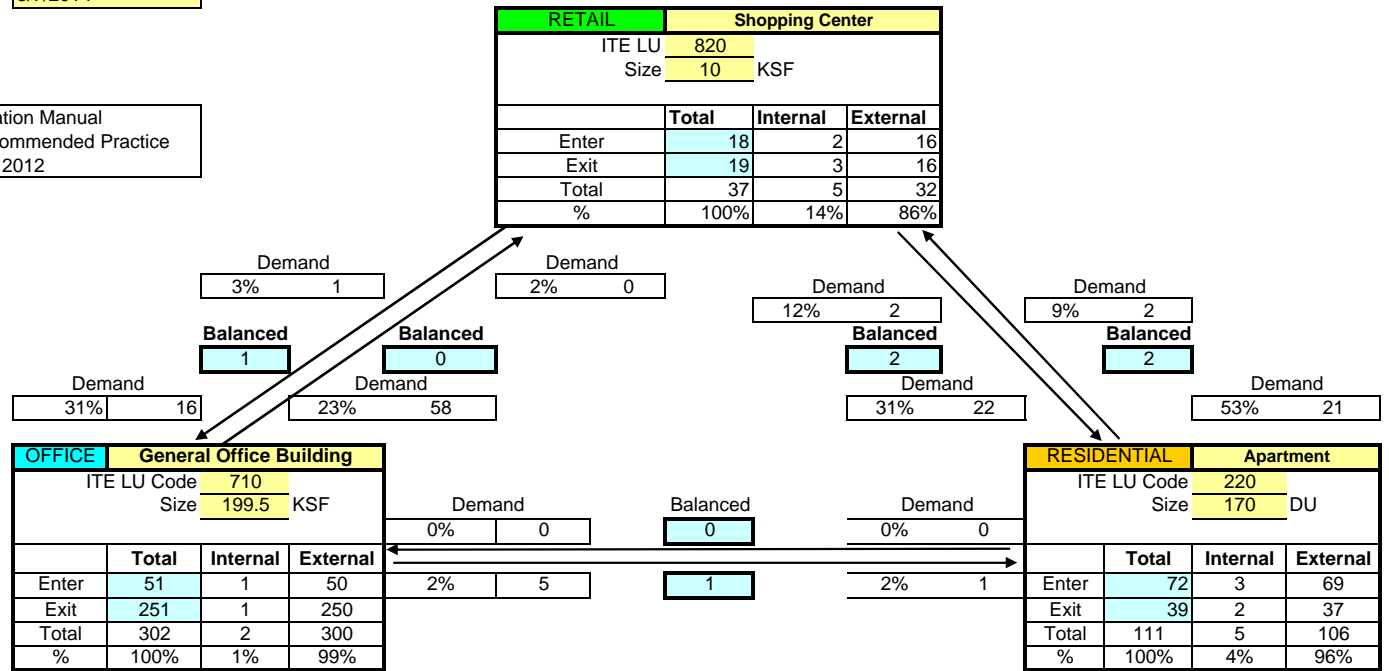 RETAIL Shopping Center
ITE LU 820
Size 10 KSF
ation Manual
ommended Practice
2012
Total Internal External
Enter 18 2 16
Exit 19 3 16
Total 37 5 32
% 100% 14% 86%
Demand Demand
3% 1 2% 0
Demand Demand
12% 2 9% 2
Balanced Balanced Balanced Balanced
1 0 2 2
Demand Demand Demand Demand
31% 16 23% 58 31% 22 53% 21
OFFICE General Office Building
ITE LU Code 710
Size 199.5 KSF
Total Internal External
Enter 51 1 50
Exit 251 1 250
Total 302 2 300
% 100% 1% 99%
Demand Balanced Demand
0% 0 0 0% 0
2% 5 1 2% 1
RESIDENTIAL Apartment
ITE LU Code 220
Size 170 DU
Total Internal External
Enter 72 3 69
Exit 39 2 37
Total 111 5 106
% 100% 4% 96%